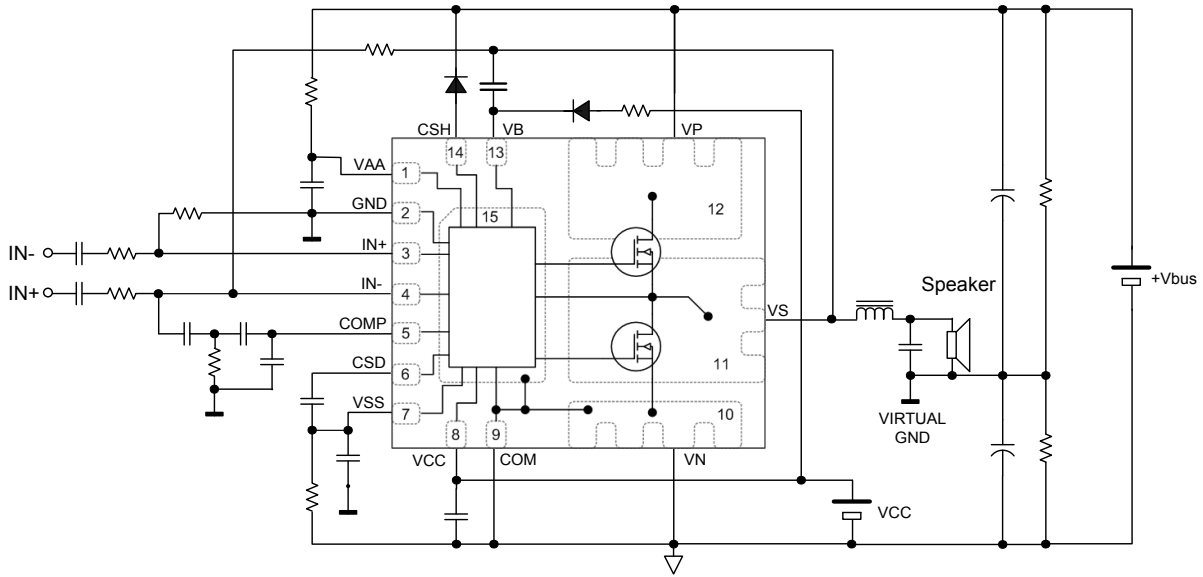 CSH
VB
VP
14
13
VAA
1
12
GND
2
15
IN-
IN+
3
+Vbus
IN+
IN-
4
Speaker
VS
COMP
5
CSD
6
11
VSS
7
10
VIRTUAL
GND
8
9
VCC
COM
VN
VCC